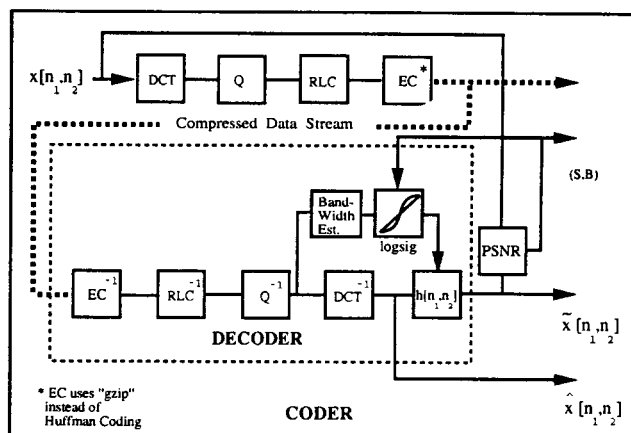 x[n₁,n₂]
DCT
Q
RLC
EC*
Compressed Data Stream
(S,B)
Band-
Width
Est.
logsig
PSNR
EC⁻¹
RLC⁻¹
Q⁻¹
DCT⁻¹
h[n₁,n₂]
x̃[n₁,n₂]
DECODER
* EC uses "gzip"
instead of
Huffman Coding
CODER
x̂[n₁,n₂]